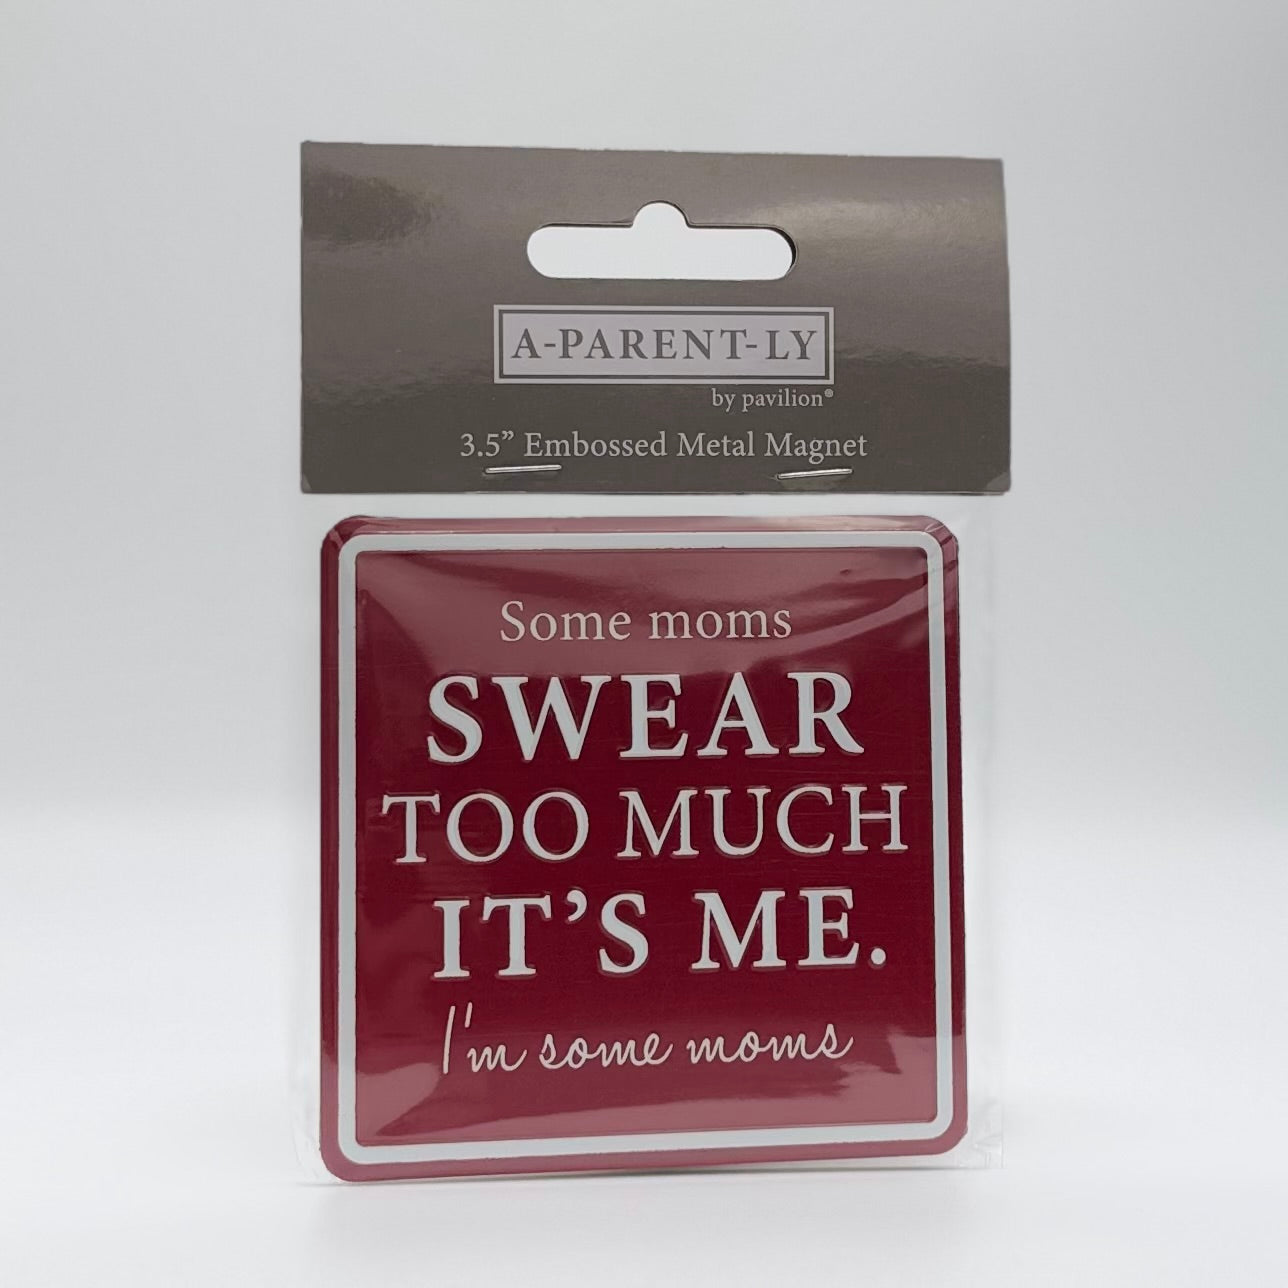 A-PARENT-LY
by pavilion®
3.5” Embossed Metal Magnet
Some moms
SWEAR
TOO MUCH
IT’S ME.
I'm some moms